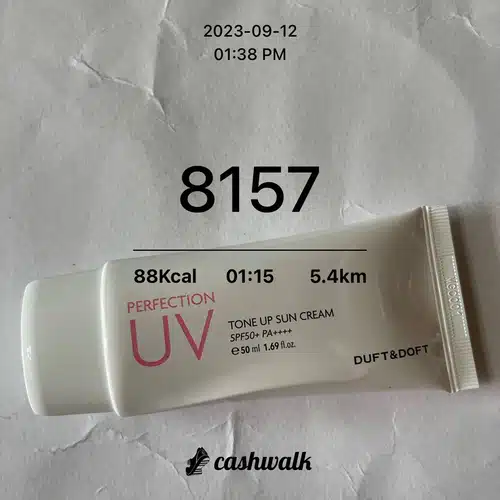 2023-09-12
01:38 PM
8157
88Kcal 01:15 5.4km
PERFECTION
UV
TONE UP SUN CREAM
SPF50+ PA++++
e 50 ml 1.69 fl.oz.
DUFT&DOFT
cashwalk